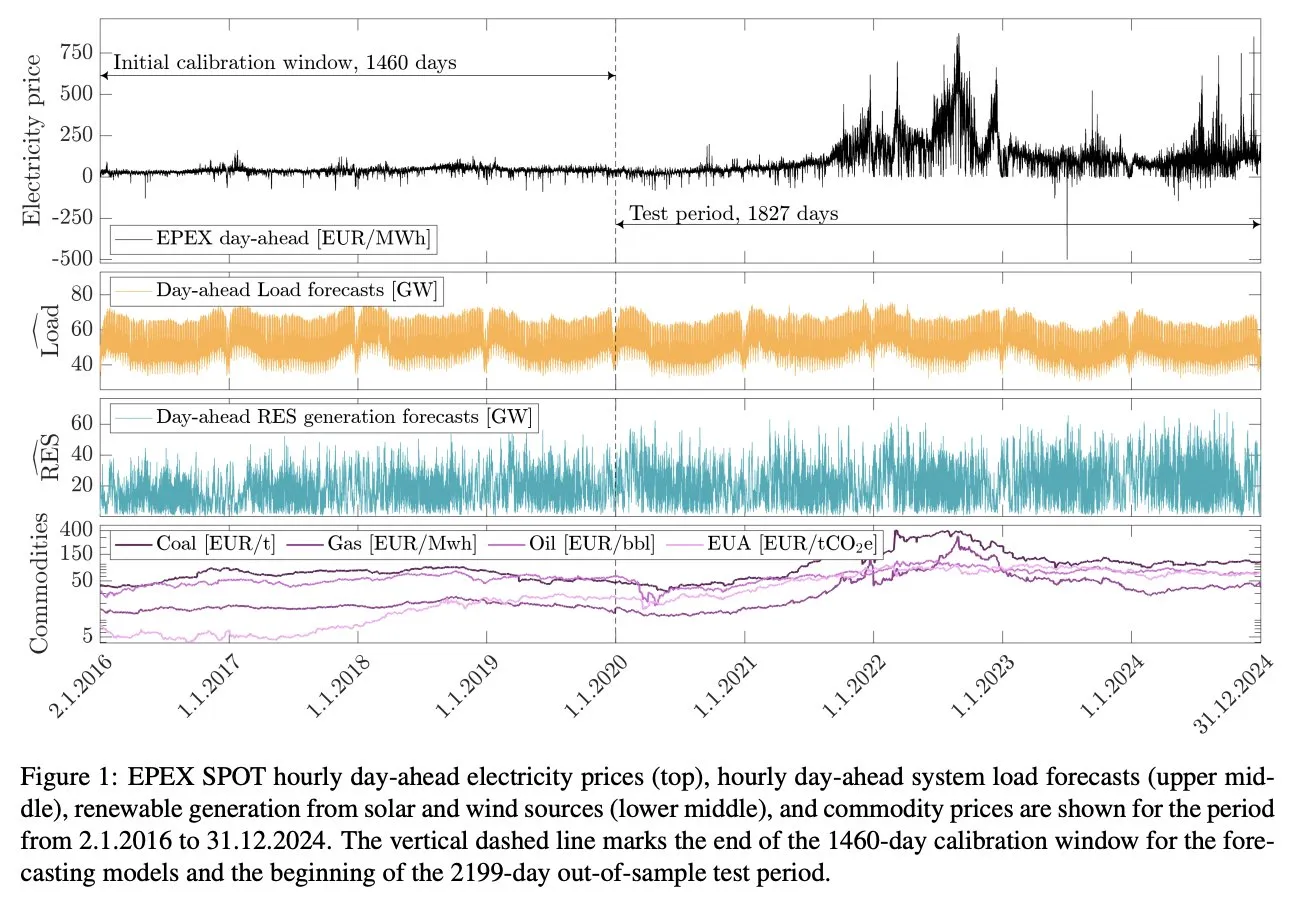 750
500
250
0
-250
-500
Electricity price
Initial calibration window, 1460 days
Test period, 1827 days
EPEX day-ahead [EUR/MWh]
80
60
40
Load
Day-ahead Load forecasts [GW]
60
40
20
RES
Day-ahead RES generation forecasts [GW]
400
150
50
5
Commodities
Coal [EUR/t] Gas [EUR/Mwh] Oil [EUR/bbl] EUA [EUR/tCO₂e]
2.1.2016 1.1.2017 1.1.2018 1.1.2019 1.1.2020 1.1.2021 1.1.2022 1.1.2023 1.1.2024 31.12.2024
Figure 1: EPEX SPOT hourly day-ahead electricity prices (top), hourly day-ahead system load forecasts (upper mid-
dle), renewable generation from solar and wind sources (lower middle), and commodity prices are shown for the period
from 2.1.2016 to 31.12.2024. The vertical dashed line marks the end of the 1460-day calibration window for the fore-
casting models and the beginning of the 2199-day out-of-sample test period.